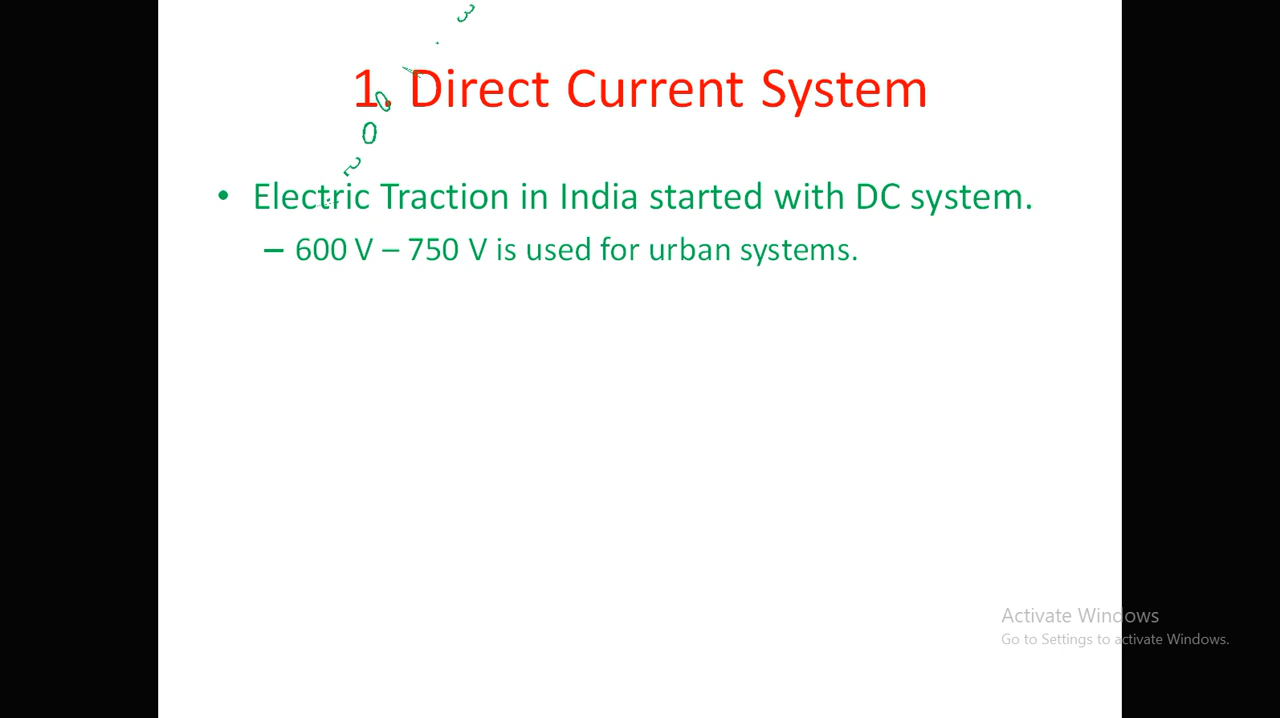 1. Direct Current System
• Electric Traction in India started with DC system.
– 600 V – 750 V is used for urban systems.
Activate Windows
Go to Settings to activate Windows.